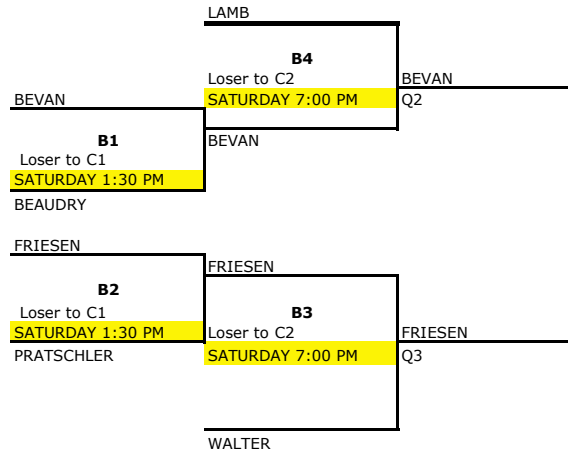 LAMB
B4
Loser to C2
BEVAN
BEVAN
SATURDAY 7:00 PM
Q2
B1
BEVAN
Loser to C1
SATURDAY 1:30 PM
BEAUDRY
FRIESEN
FRIESEN
B2
Loser to C1
B3
SATURDAY 1:30 PM
Loser to C2
FRIESEN
PRATSCHLER
SATURDAY 7:00 PM
Q3
WALTER